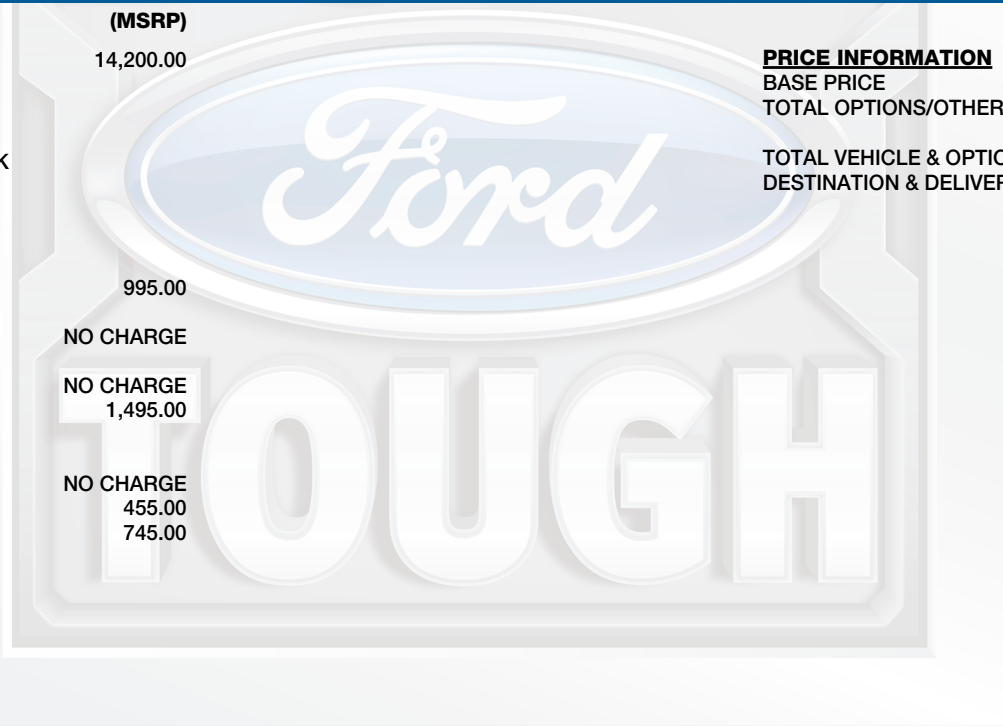 (MSRP)
14,200.00
K
995.00
NO CHARGE
NO CHARGE
1,495.00
NO CHARGE
455.00
745.00
PRICE INFORMATION
BASE PRICE
TOTAL OPTIONS/OTHER
TOTAL VEHICLE & OPTIO
DESTINATION & DELIVER
Ford
TOUGH